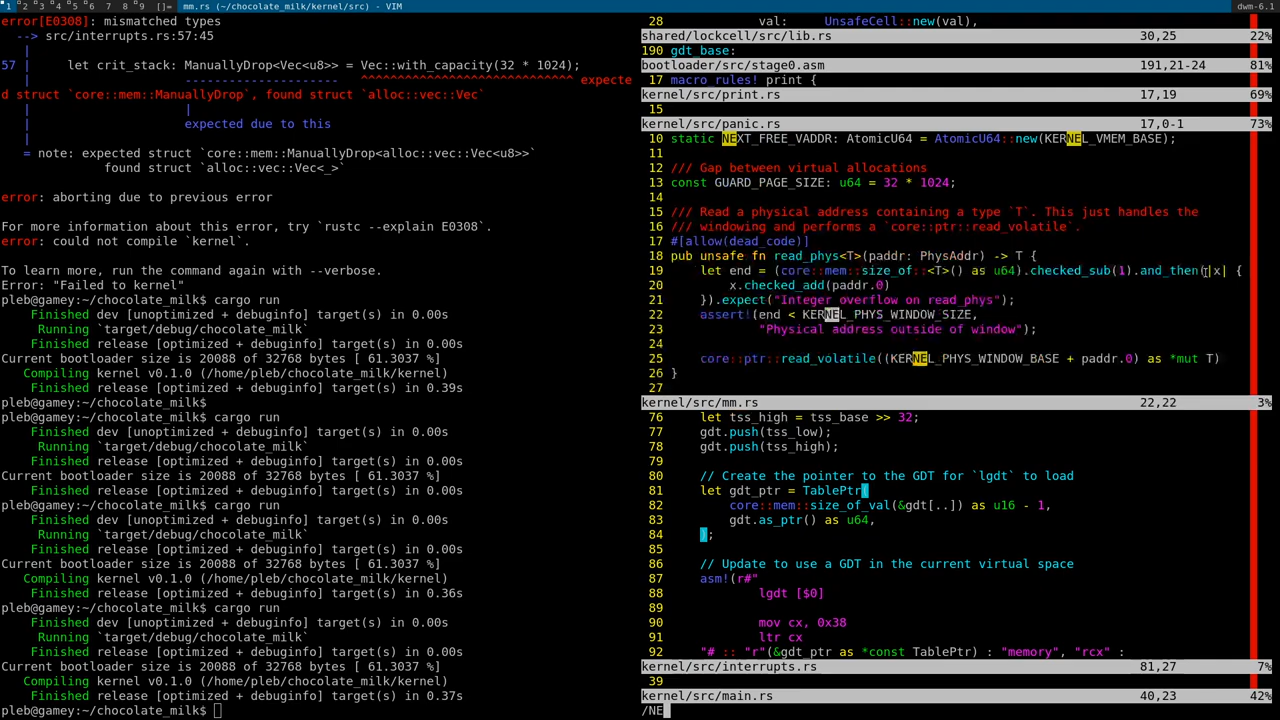 1 2 3 4 5 6 7 8 9 []= mm.rs (~/chocolate_milk/kernel/src) - VIM dwm-6.1
error[E0308]: mismatched types
--> src/interrupts.rs:57:45
|
57 | let crit_stack: ManuallyDrop<Vec<u8>> = Vec::with_capacity(32 * 1024);
| --------------------- ^^^^^^^^^^^^^^^^^^^^^^^^^^^^^ expecte
d struct `core::mem::ManuallyDrop`, found struct `alloc::vec::Vec`
| |
| expected due to this
|
= note: expected struct `core::mem::ManuallyDrop<alloc::vec::Vec<u8>>`
found struct `alloc::vec::Vec<_>`
error: aborting due to previous error
For more information about this error, try `rustc --explain E0308`.
error: could not compile `kernel`.
To learn more, run the command again with --verbose.
Error: "Failed to kernel"
pleb@gamey:~/chocolate_milk$ cargo run
Finished dev [unoptimized + debuginfo] target(s) in 0.00s
Running `target/debug/chocolate_milk`
Finished release [optimized + debuginfo] target(s) in 0.00s
Current bootloader size is 20088 of 32768 bytes [ 61.3037 %]
Compiling kernel v0.1.0 (/home/pleb/chocolate_milk/kernel)
Finished release [optimized + debuginfo] target(s) in 0.39s
pleb@gamey:~/chocolate_milk$
pleb@gamey:~/chocolate_milk$ cargo run
Finished dev [unoptimized + debuginfo] target(s) in 0.00s
Running `target/debug/chocolate_milk`
Finished release [optimized + debuginfo] target(s) in 0.00s
Current bootloader size is 20088 of 32768 bytes [ 61.3037 %]
Finished release [optimized + debuginfo] target(s) in 0.00s
pleb@gamey:~/chocolate_milk$ cargo run
Finished dev [unoptimized + debuginfo] target(s) in 0.00s
Running `target/debug/chocolate_milk`
Finished release [optimized + debuginfo] target(s) in 0.00s
Current bootloader size is 20088 of 32768 bytes [ 61.3037 %]
Compiling kernel v0.1.0 (/home/pleb/chocolate_milk/kernel)
Finished release [optimized + debuginfo] target(s) in 0.36s
pleb@gamey:~/chocolate_milk$ cargo run
Finished dev [unoptimized + debuginfo] target(s) in 0.00s
Running `target/debug/chocolate_milk`
Finished release [optimized + debuginfo] target(s) in 0.00s
Current bootloader size is 20088 of 32768 bytes [ 61.3037 %]
Compiling kernel v0.1.0 (/home/pleb/chocolate_milk/kernel)
Finished release [optimized + debuginfo] target(s) in 0.37s
pleb@gamey:~/chocolate_milk$
28 val: UnsafeCell::new(val),
shared/lockcell/src/lib.rs 30,25 22%
190 gdt_base:
bootloader/src/stage0.asm 191,21-24 81%
17 macro_rules! print {
kernel/src/print.rs 17,19 69%
15
kernel/src/panic.rs 17,0-1 73%
10 static NEXT_FREE_VADDR: AtomicU64 = AtomicU64::new(KERNEL_VMEM_BASE);
11
12 /// Gap between virtual allocations
13 const GUARD_PAGE_SIZE: u64 = 32 * 1024;
14
15 /// Read a physical address containing a type `T`. This just handles the
16 /// windowing and performs a `core::ptr::read_volatile`.
17 #[allow(dead_code)]
18 pub unsafe fn read_phys<T>(paddr: PhysAddr) -> T {
19 let end = (core::mem::size_of::<T>() as u64).checked_sub(1).and_then(|x| {
20 x.checked_add(paddr.0)
21 }).expect("Integer overflow on read_phys");
22 assert!(end < KERNEL_PHYS_WINDOW_SIZE,
23 "Physical address outside of window");
24
25 core::ptr::read_volatile((KERNEL_PHYS_WINDOW_BASE + paddr.0) as *mut T)
26 }
27
kernel/src/mm.rs 22,22 3%
76 let tss_high = tss_base >> 32;
77 gdt.push(tss_low);
78 gdt.push(tss_high);
79
80 // Create the pointer to the GDT for `lgdt` to load
81 let gdt_ptr = TablePtr(
82 core::mem::size_of_val(&gdt[..]) as u16 - 1,
83 gdt.as_ptr() as u64,
84 );
85
86 // Update to use a GDT in the current virtual space
87 asm!(r#"
88 lgdt [$0]
89
90 mov cx, 0x38
91 ltr cx
92 "# :: "r"(&gdt_ptr as *const TablePtr) : "memory", "rcx" :
kernel/src/interrupts.rs 81,27 7%
39
kernel/src/main.rs 40,23 42%
/NE